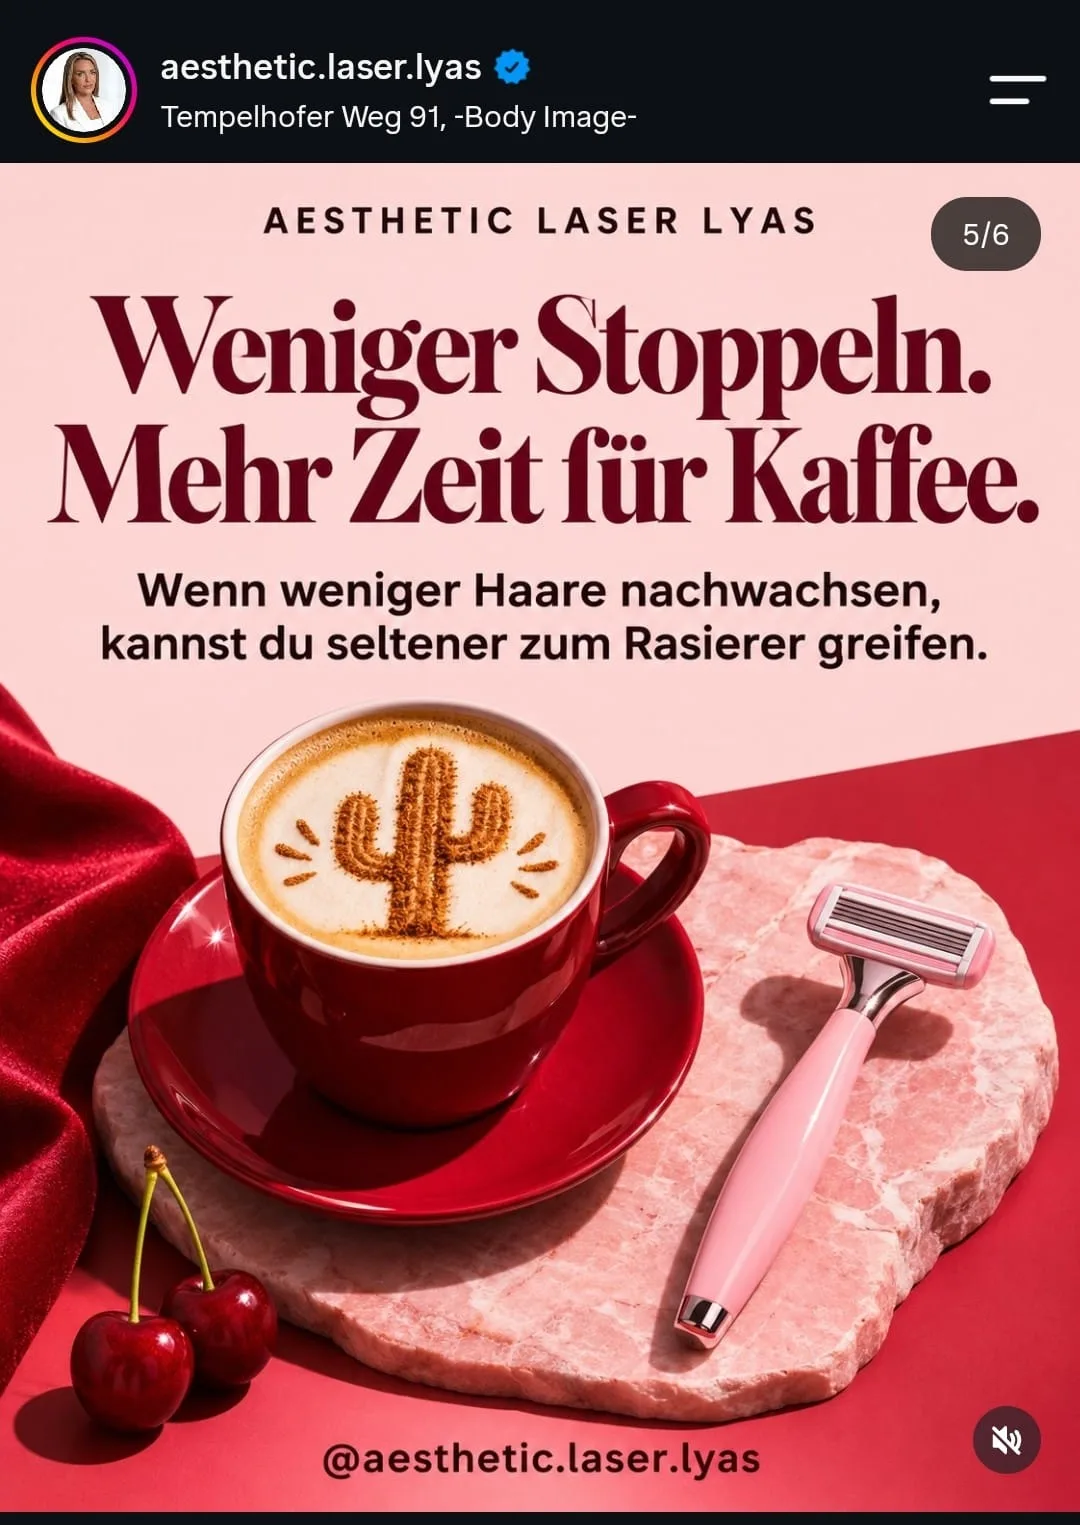 aesthetic.laser.lyas
Tempelhofer Weg 91, -Body Image-
AESTHETIC LASER LYAS
5/6
Weniger Stoppeln.
Mehr Zeit für Kaffee.
Wenn weniger Haare nachwachsen,
kannst du seltener zum Rasierer greifen.
@aesthetic.laser.lyas